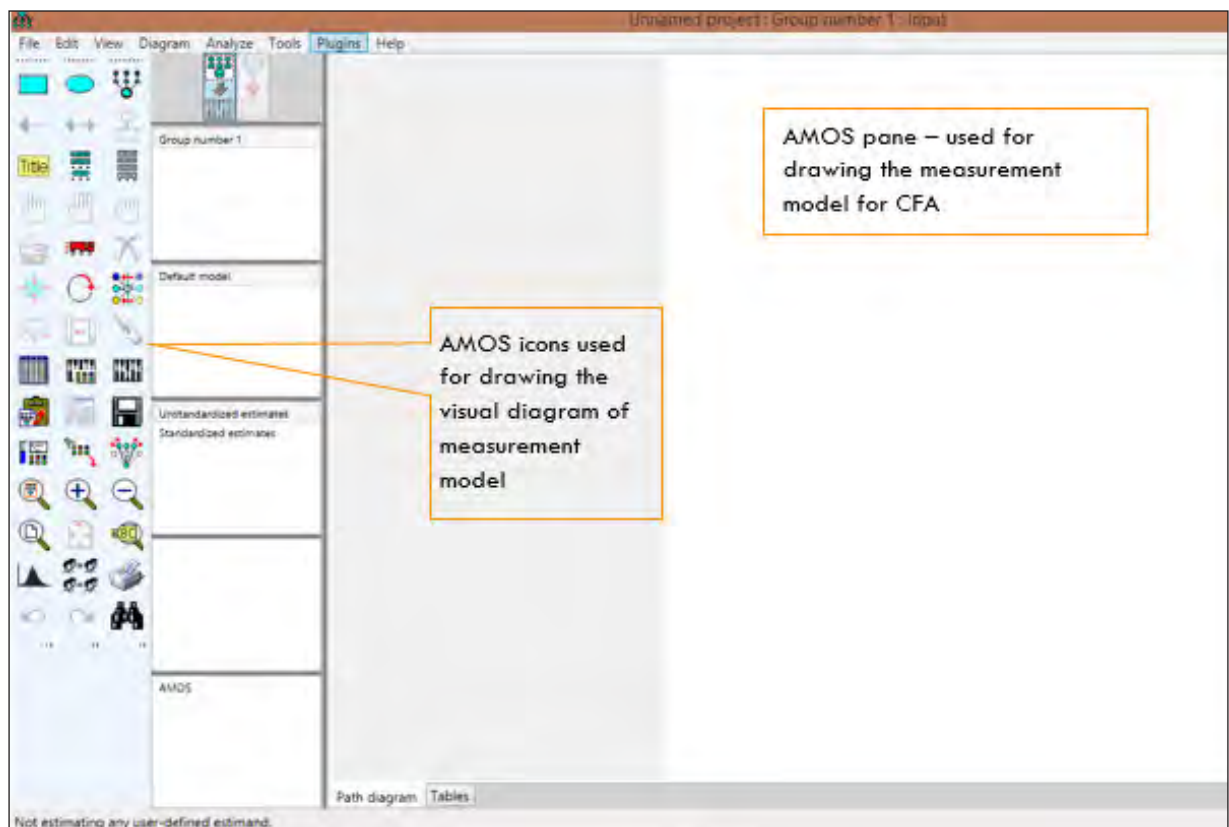 Unnamed project : Group number 1 : Input
File Edit View Diagram Analyze Tools Plugins Help
Title
Group number 1
Default model
Unstandardized estimates
Standardized estimates
AMOS
AMOS pane – used for
drawing the measurement
model for CFA
AMOS icons used
for drawing the
visual diagram of
measurement
model
Path diagram Tables
Not estimating any user-defined estimand.